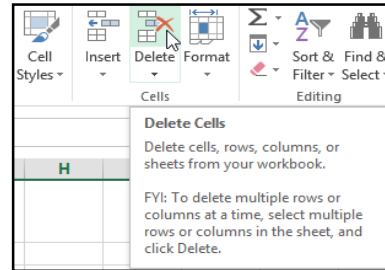 Cell Insert Delete Format Sort & Find &
Styles Filter Select
Cells Editing
Delete Cells
H
Delete cells, rows, columns, or
sheets from your workbook.
FYI: To delete multiple rows or
columns at a time, select multiple
rows or columns in the sheet, and
click Delete.